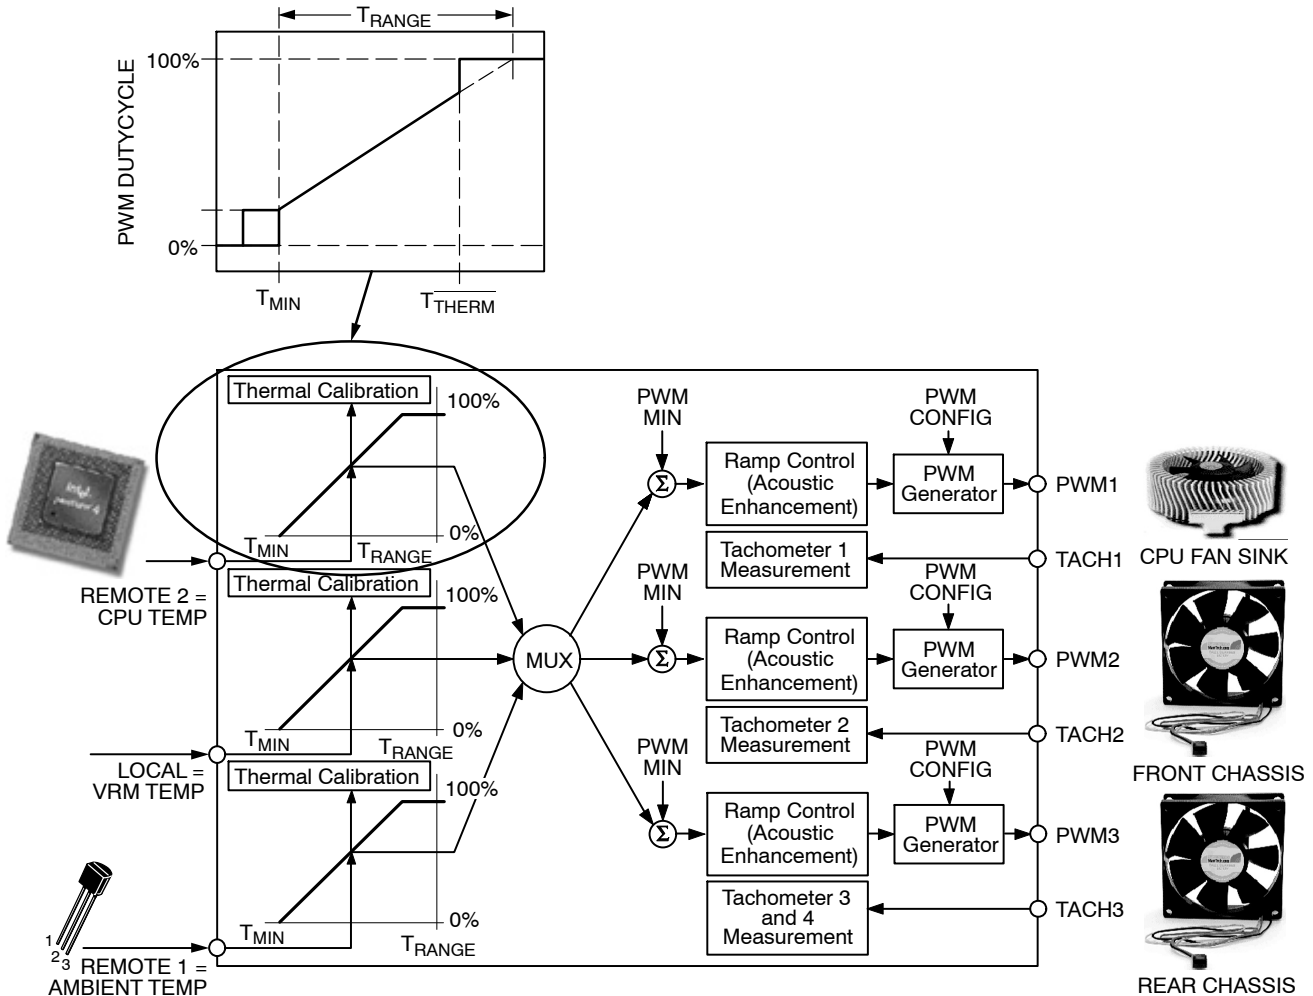 TRANGE
PWM DUTYCYCLE
100%
0%
TMIN
TTHERM
Thermal Calibration
100%
0%
TMIN
TRANGE
REMOTE 2 =
CPU TEMP
Thermal Calibration
100%
0%
TMIN
TRANGE
LOCAL =
VRM TEMP
Thermal Calibration
100%
0%
TMIN
TRANGE
1
2
3
REMOTE 1 =
AMBIENT TEMP
MUX
PWM
MIN
Σ
Ramp Control
(Acoustic
Enhancement)
PWM
CONFIG
PWM
Generator
PWM1
Tachometer 1
Measurement
TACH1
CPU FAN SINK
PWM
MIN
Σ
Ramp Control
(Acoustic
Enhancement)
PWM
CONFIG
PWM
Generator
PWM2
Tachometer 2
Measurement
TACH2
FRONT CHASSIS
PWM
MIN
Σ
Ramp Control
(Acoustic
Enhancement)
PWM
CONFIG
PWM
Generator
PWM3
Tachometer 3
and 4
Measurement
TACH3
REAR CHASSIS